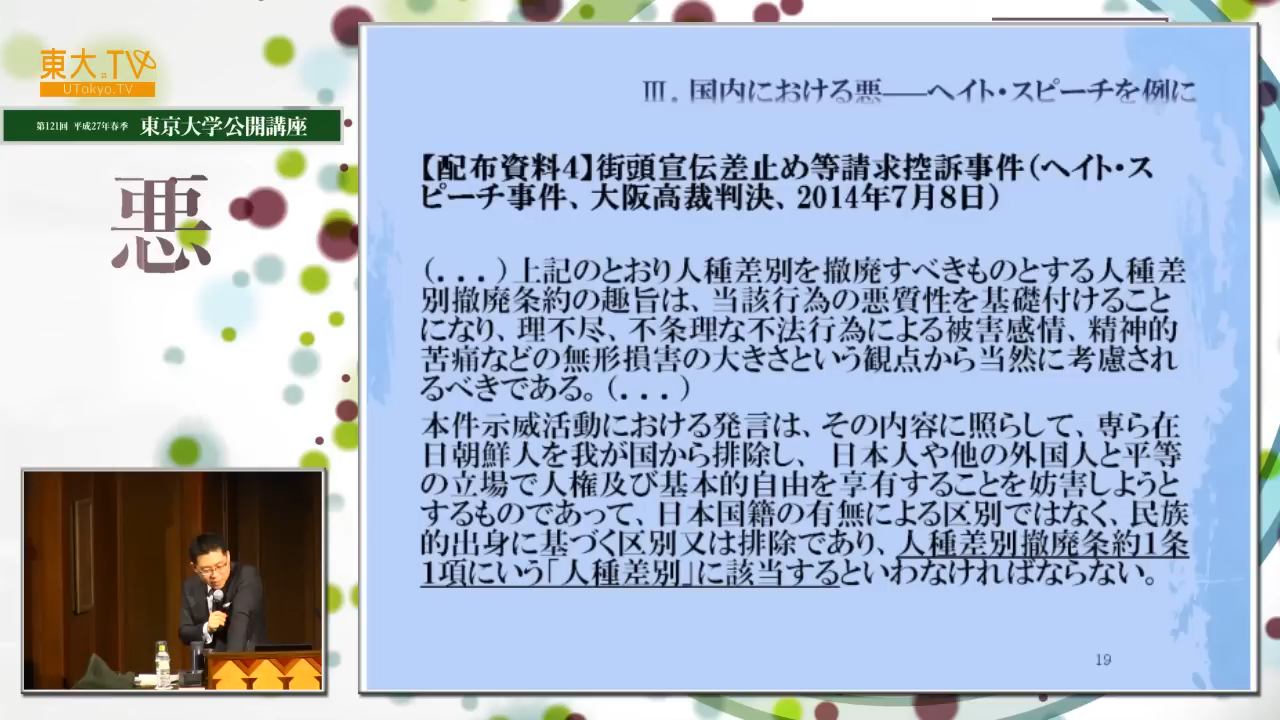 東大.TV
UTokyo.TV
第121回 平成27年春季 東京大学公開講座
悪
Ⅲ．国内における悪――ヘイト・スピーチを例に
【配布資料４】街頭宣伝差止め等請求控訴事件（ヘイト・ス
ピーチ事件、大阪高裁判決、2014年7月8日）
（．．．）上記のとおり人種差別を撤廃すべきものとする人種差
別撤廃条約の趣旨は、当該行為の悪質性を基礎付けること
になり、理不尽、不条理な不法行為による被害感情、精神的
苦痛などの無形損害の大きさという観点から当然に考慮され
るべきである。（．．．）
本件示威活動における発言は、その内容に照らして、専ら在
日朝鮮人を我が国から排除し、 日本人や他の外国人と平等
の立場で人権及び基本的自由を享有することを妨害しようと
するものであって、日本国籍の有無による区別ではなく、民族
的出身に基づく区別又は排除であり、人種差別撤廃条約1条
1項にいう「人種差別」に該当するといわなければならない。
19